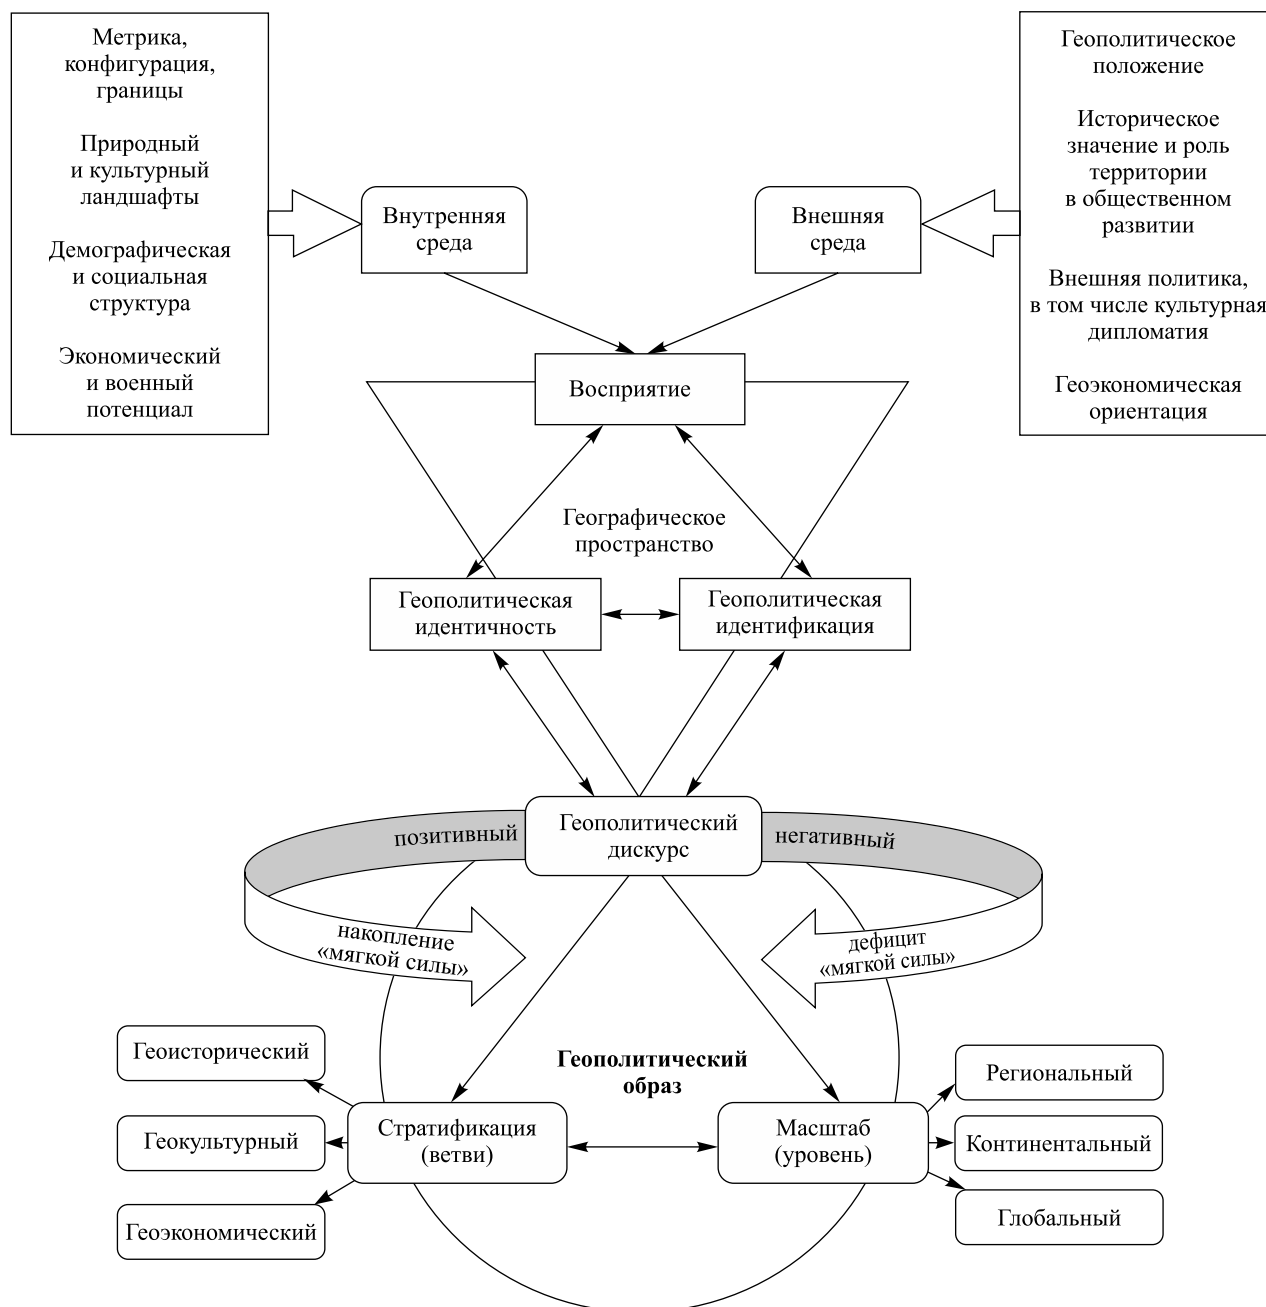 Метрика,
конфигурация,
границы
Природный
и культурный
ландшафты
Демографическая
и социальная
структура
Экономический
и военный
потенциал
Внутренняя
среда
Внешняя
среда
Геополитическое
положение
Историческое
значение и роль
территории
в общественном
развитии
Внешняя политика,
в том числе культурная
дипломатия
Геоэкономическая
ориентация
Восприятие
Географическое
пространство
Геополитическая
идентичность
Геополитическая
идентификация
Геополитический
дискурс
позитивный
негативный
накопление
«мягкой силы»
дефицит
«мягкой силы»
Геополитический
образ
Геоисторический
Геокультурный
Геоэкономический
Стратификация
(ветви)
Масштаб
(уровень)
Региональный
Континентальный
Глобальный